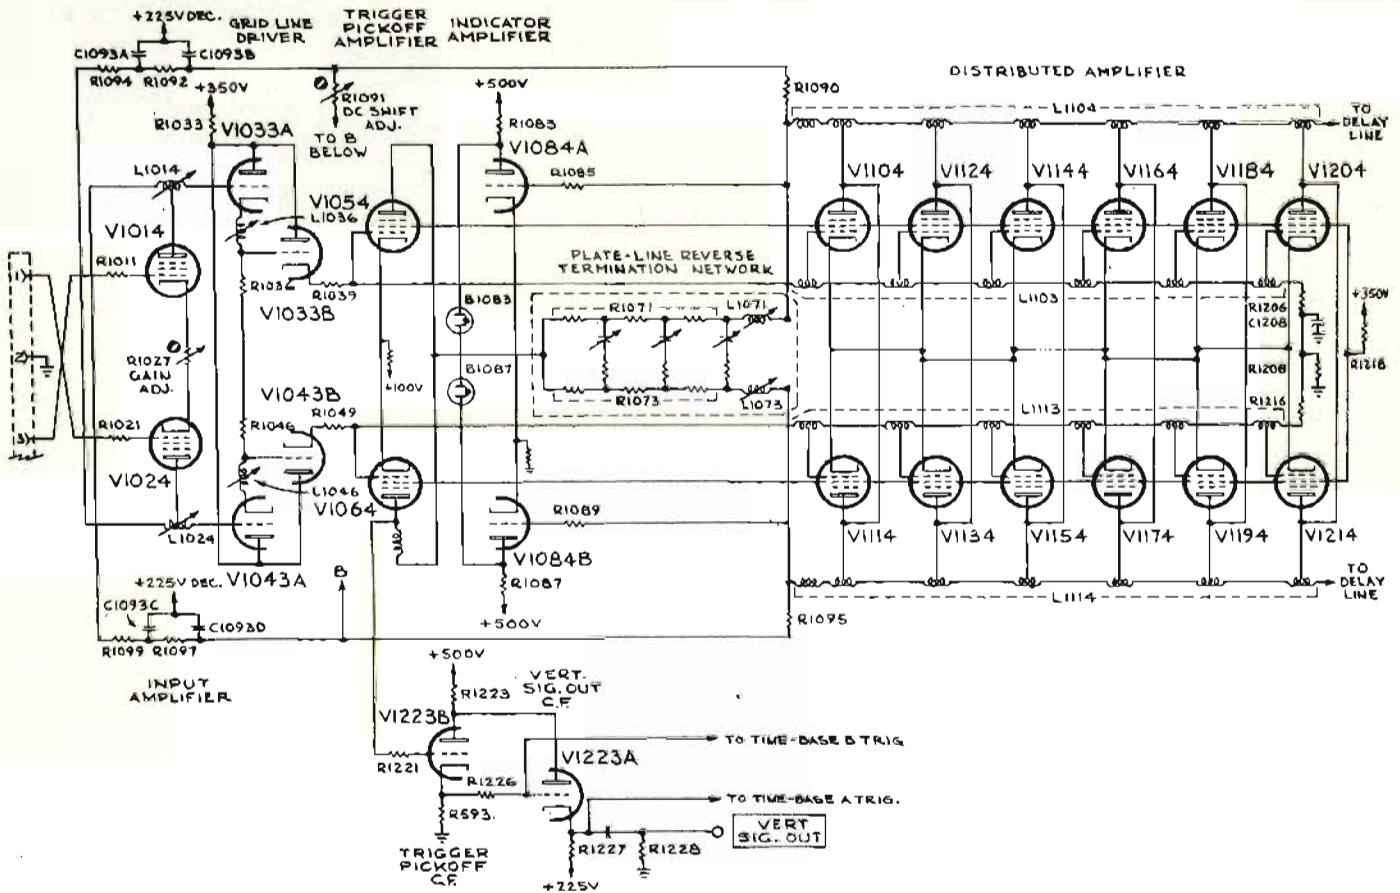 +225V DEC.
GRID LINE
DRIVER
TRIGGER
PICKOFF
AMPLIFIER
INDICATOR
AMPLIFIER
C1093A
C1093B
R1094
R1092
+350V
R1033
V1033A
R1091
DC SHIFT
ADJ.
TO B
BELOW
+500V
R1083
V1084A
R1085
R1090
DISTRIBUTED AMPLIFIER
L1104
TO
DELAY
LINE
L1014
V1014
V1054
L1036
V1104
V1124
V1144
V1164
V1184
V1204
1
R1011
R1036
V1033B
R1039
B1083
PLATE-LINE REVERSE
TERMINATION NETWORK
R1071
L1071
L1103
R1206
C1208
+350V
2
R1027
GAIN
ADJ.
+100V
B1087
R1208
R1218
V1043B
R1049
R1073
L1073
L1113
R1216
3
R1021
R1046
V1024
L1046
V1064
L1024
R1089
V1114
V1134
V1154
V1174
V1194
V1214
V1043A
V1084B
R1087
+500V
+225V DEC.
B
L1114
TO
DELAY
LINE
C1093C
C1093D
R1095
R1099
R1097
INPUT
AMPLIFIER
+500V
R1223
VERT.
SIG. OUT
C.F.
V1223B
V1223A
TO TIME-BASE B TRIG
R1221
R1226
TO TIME-BASE A TRIG.
R593.
TRIGGER
PICKOFF
C.F.
R1227
R1228
VERT
SIG. OUT
+225V